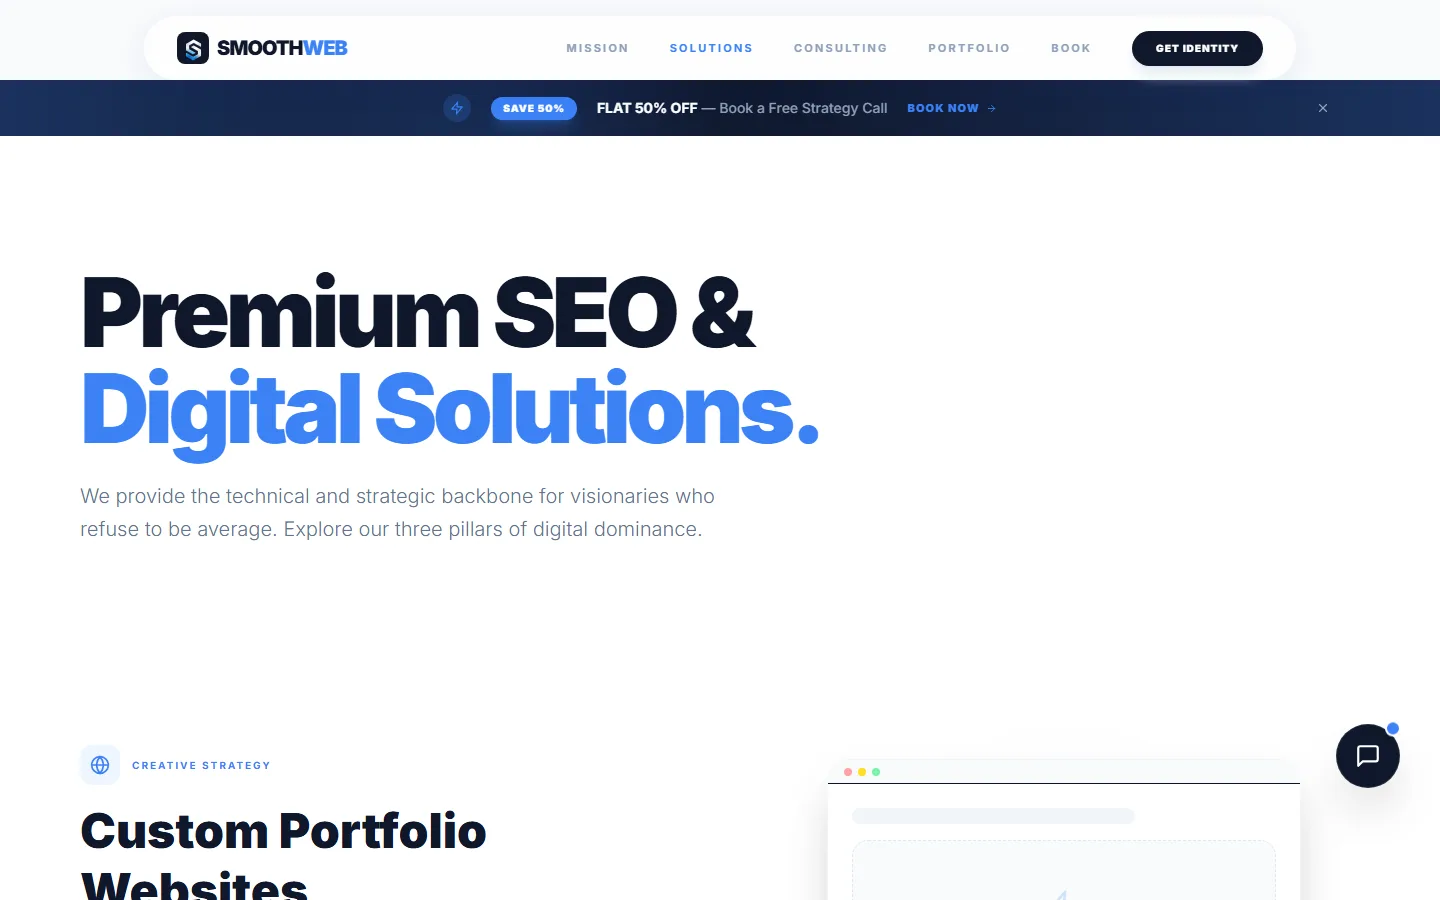 SMOOTHWEB
MISSION
SOLUTIONS
CONSULTING
PORTFOLIO
BOOK
GET IDENTITY
SAVE 50%
FLAT 50% OFF — Book a Free Strategy Call
BOOK NOW →
Premium SEO &
Digital Solutions.
We provide the technical and strategic backbone for visionaries who
refuse to be average. Explore our three pillars of digital dominance.
CREATIVE STRATEGY
Custom Portfolio
Websites